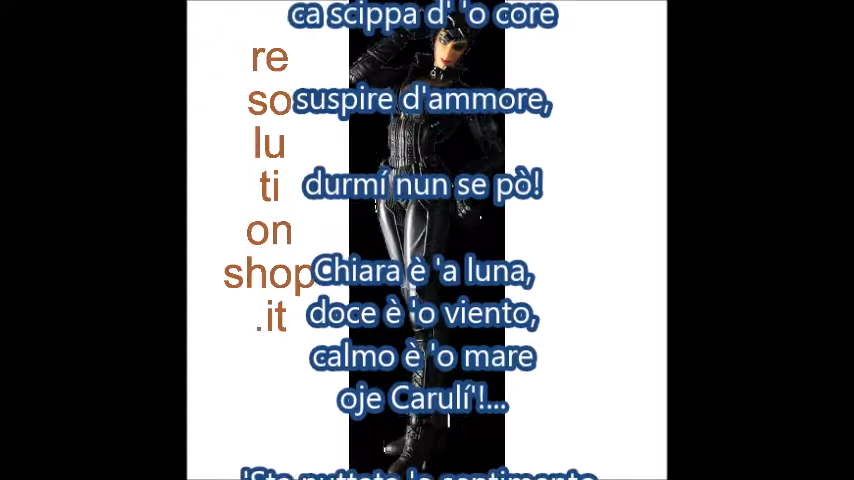 ca scippa d' 'o core
suspire d'ammore,
durmí nun se pò!
Chiara è 'a luna,
doce è 'o viento,
calmo è 'o mare
oje Carulí'!...
re
so
lu
ti
on
shop
.it